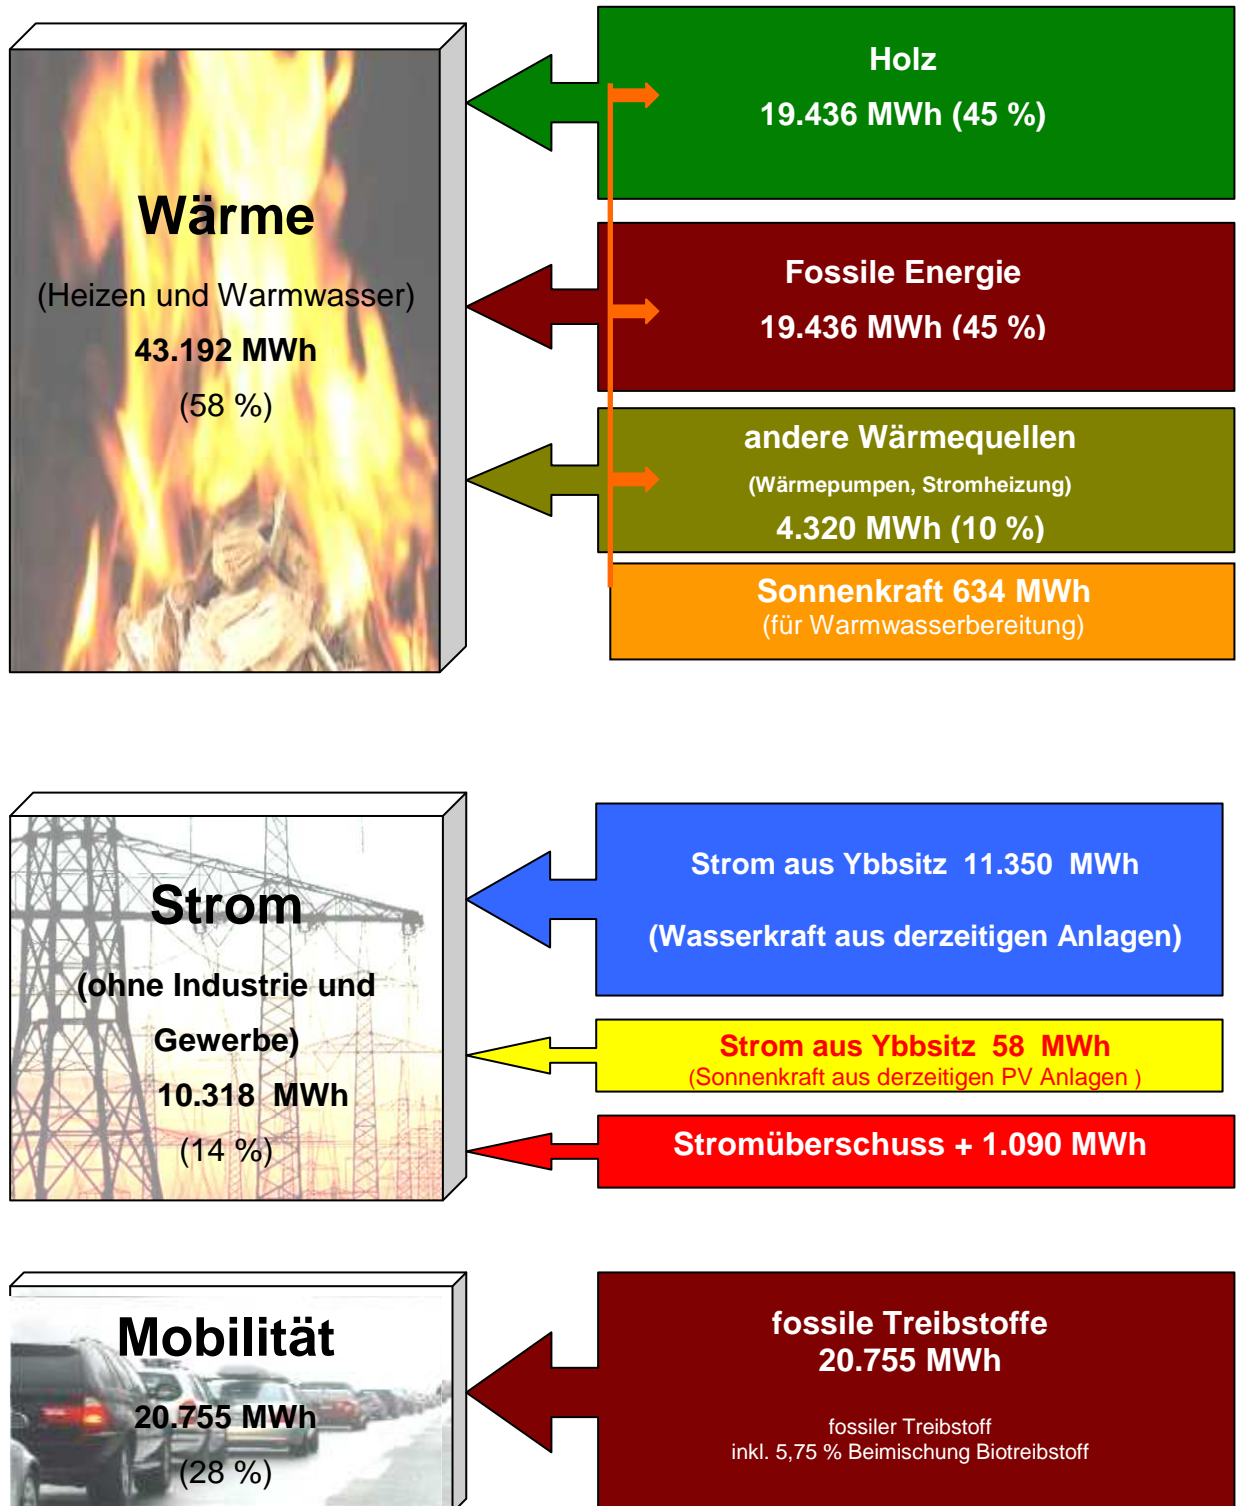 Wärme
(Heizen und Warmwasser)
43.192 MWh
(58 %)
Holz
19.436 MWh (45 %)
Fossile Energie
19.436 MWh (45 %)
andere Wärmequellen
(Wärmepumpen, Stromheizung)
4.320 MWh (10 %)
Sonnenkraft 634 MWh
(für Warmwasserbereitung)
Strom
(ohne Industrie und
Gewerbe)
10.318 MWh
(14 %)
Strom aus Ybbsitz 11.350 MWh
(Wasserkraft aus derzeitigen Anlagen)
Strom aus Ybbsitz 58 MWh
(Sonnenkraft aus derzeitigen PV Anlagen )
Stromüberschuss + 1.090 MWh
Mobilität
20.755 MWh
(28 %)
fossile Treibstoffe
20.755 MWh
fossiler Treibstoff
inkl. 5,75 % Beimischung Biotreibstoff